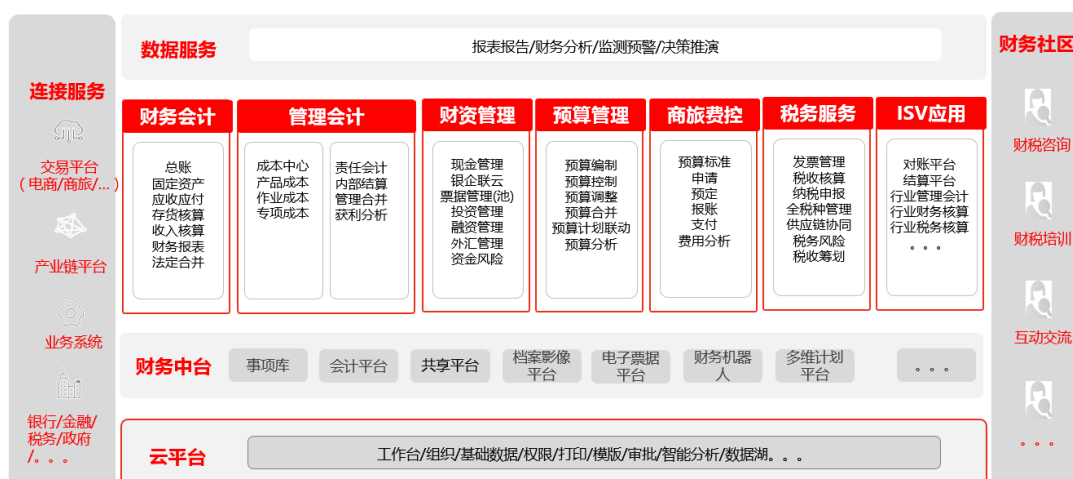 数据服务
报表报告/财务分析/监测预警/决策推演
连接服务
交易平台
(电商/商旅/...)
产业链平台
业务系统
银行/金融/
税务/政府
/。。。
财务会计
总账
固定资产
应收应付
存货核算
收入核算
财务报表
法定合并
管理会计
成本中心
产品成本
作业成本
专项成本
责任会计
内部结算
管理合并
获利分析
财资管理
现金管理
银企联云
票据管理(池)
投资管理
融资管理
外汇管理
资金风险
预算管理
预算编制
预算控制
预算调整
预算合并
预算计划联动
预算分析
商旅费控
预算标准
申请
预定
报账
支付
费用分析
税务服务
发票管理
税收核算
纳税申报
全税种管理
供应链协同
税务风险
税收筹划
ISV应用
对账平台
结算平台
行业管理会计
行业财务核算
行业税务核算
。。。
财务中台
事项库
会计平台
共享平台
档案影像
平台
电子票据
平台
财务机器
人
多维计划
平台
。。。
云平台
工作台/组织/基础数据/权限/打印/模版/审批/智能分析/数据湖。。。
财务社区
财税咨询
财税培训
互动交流
。。。